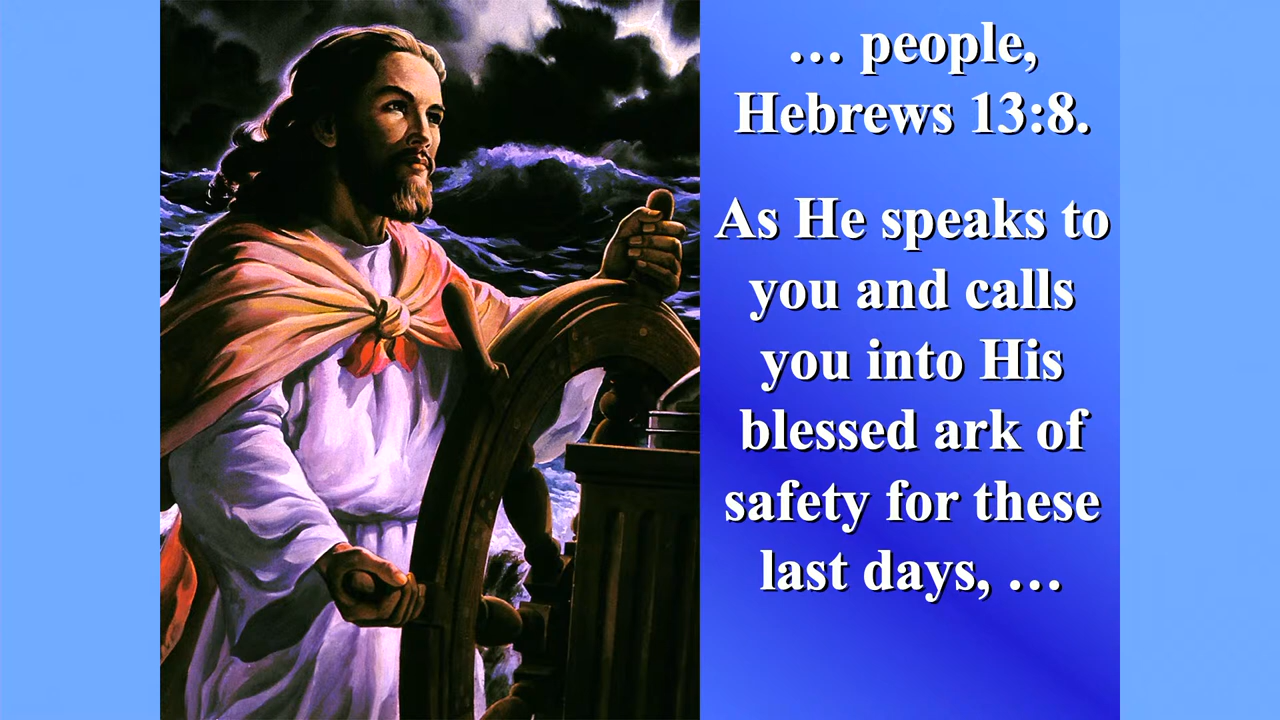 … people,
Hebrews 13:8.
As He speaks to
you and calls
you into His
blessed ark of
safety for these
last days, …